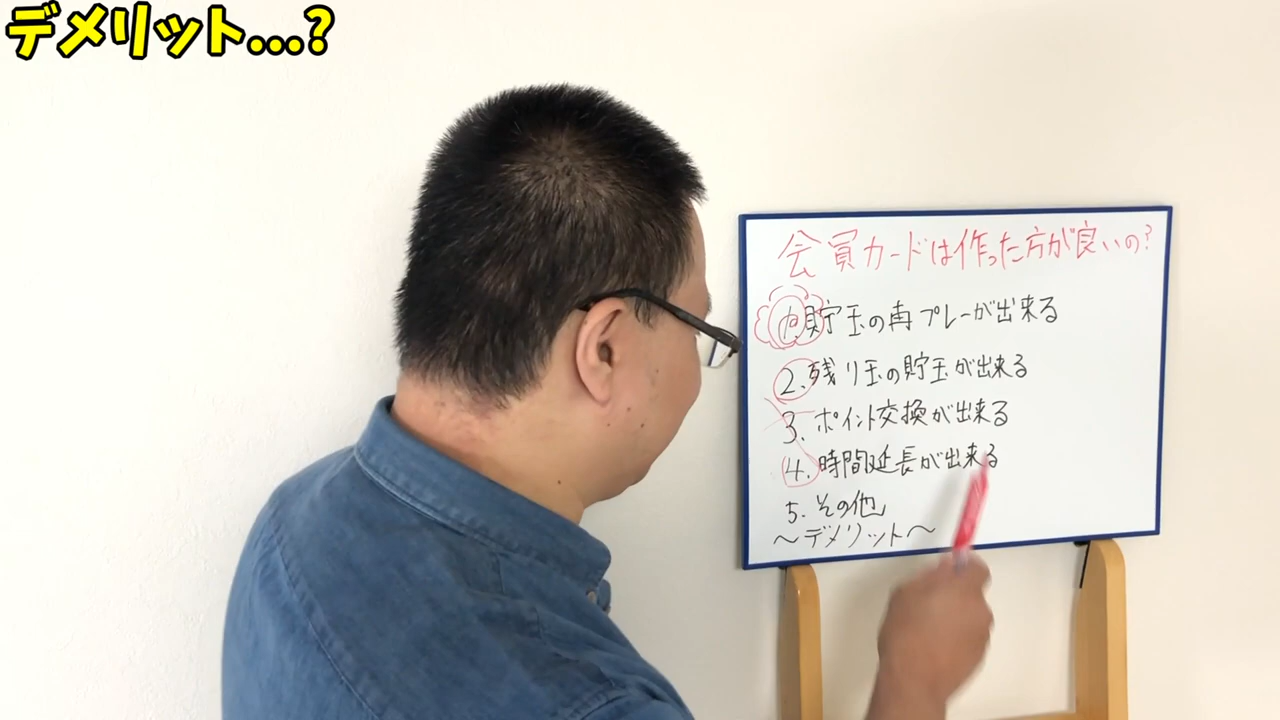 デメリット...?
会員カードは作った方が良いの?
1.貯玉の再プレーが出来る
2.残り玉の貯玉が出来る
3.ポイント交換が出来る
4.時間延長が出来る
5.その他
～デメリット～